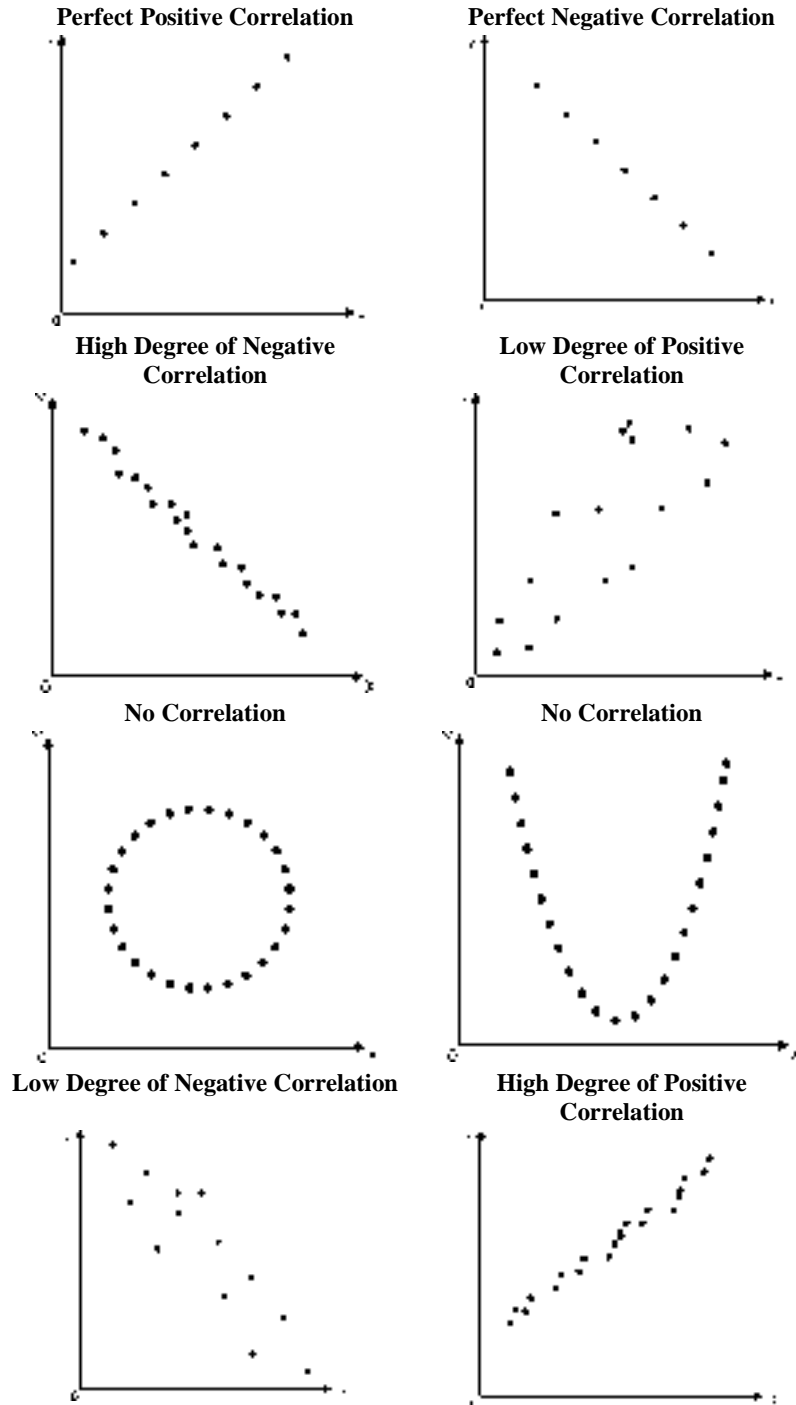 Perfect Positive Correlation
Perfect Negative Correlation
High Degree of Negative
Correlation
Low Degree of Positive
Correlation
No Correlation
No Correlation
Low Degree of Negative Correlation
High Degree of Positive
Correlation